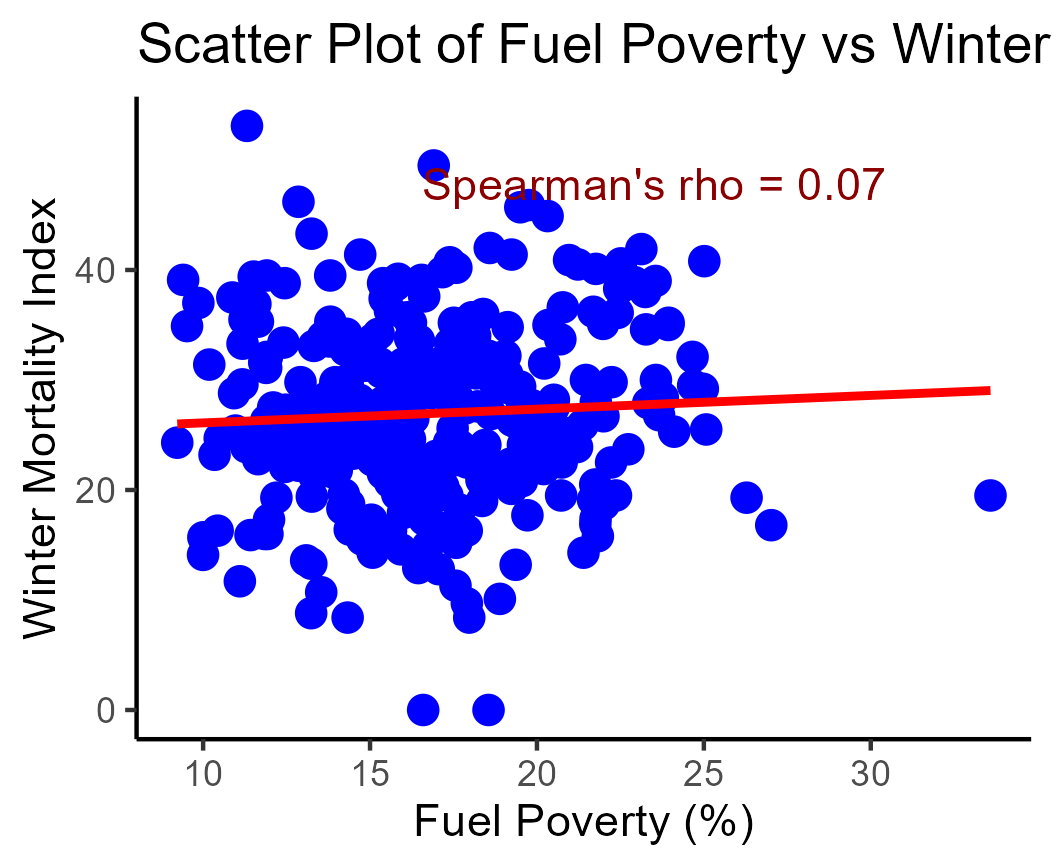 Scatter Plot of Fuel Poverty vs Winter
Spearman's rho = 0.07
Winter Mortality Index
40
20
0
10 15 20 25 30
Fuel Poverty (%)